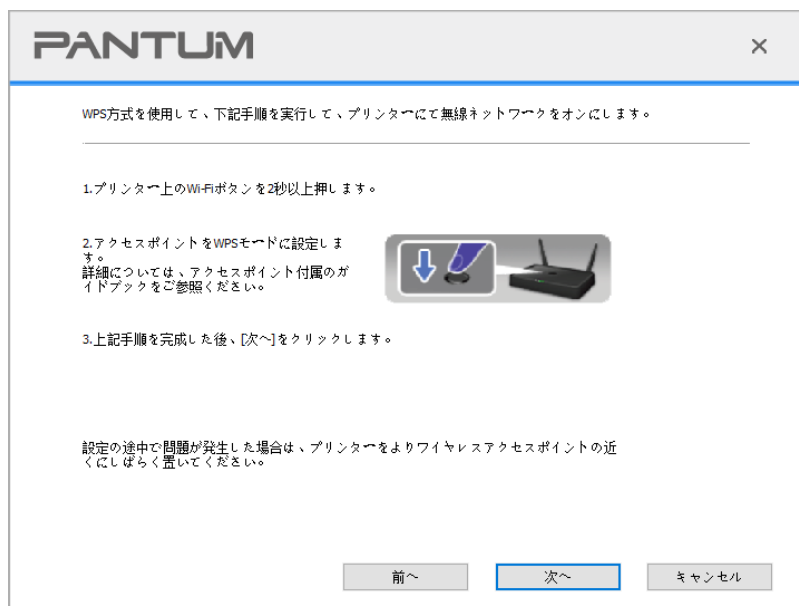 PANTUM
WPS方式を使用して、下記手順を実行して、プリンターにて無線ネットワークをオンにします。
1.プリンター上のWi-Fiボタンを2秒以上押します。
2.アクセスポイントをWPSモードに設定しま
す。
詳細については、アクセスポイント付属のガ
イドブックをご参照ください。
3.上記手順を完成した後、[次へ]をクリックします。
設定の途中で問題が発生した場合は、プリンターをよりワイヤレスアクセスポイントの近
くにしばらく置いてください。
前へ
次へ
キャンセル